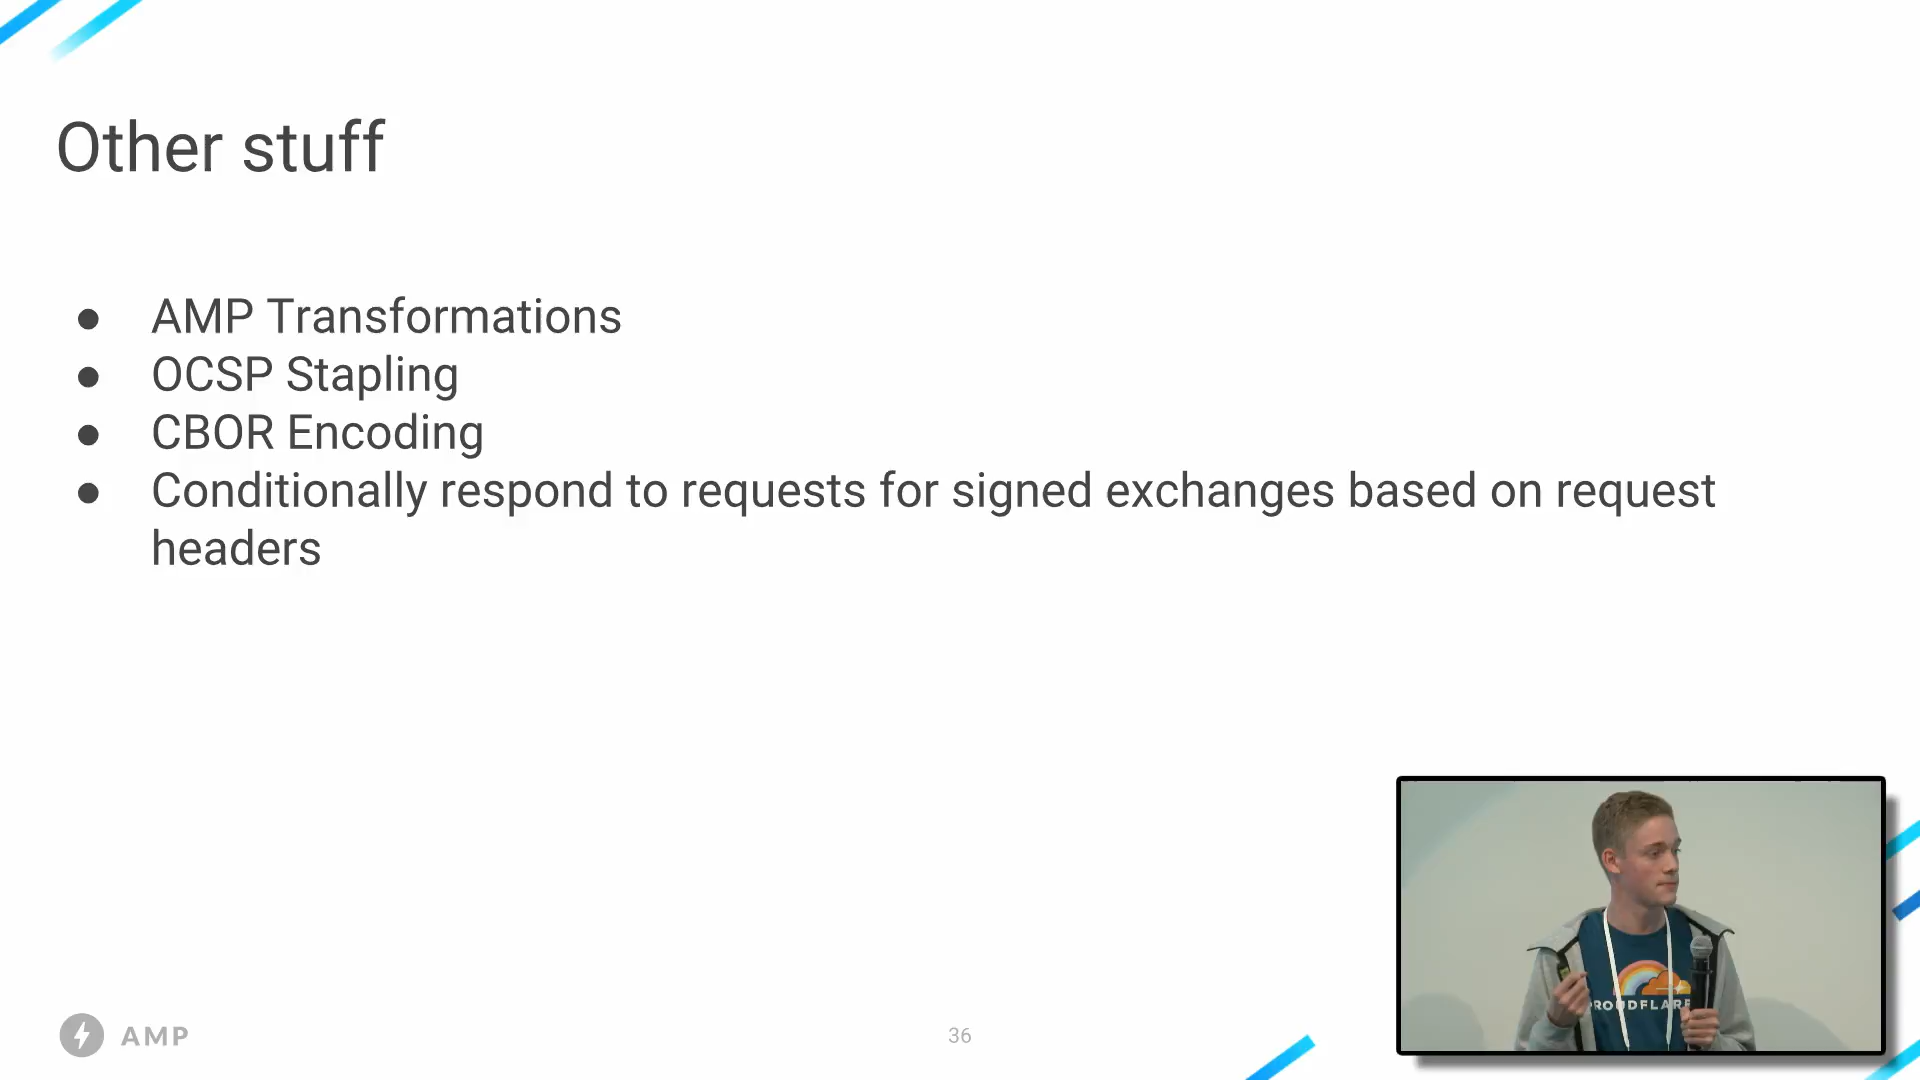 Other stuff
● AMP Transformations
● OCSP Stapling
● CBOR Encoding
● Conditionally respond to requests for signed exchanges based on request
headers
PROUDFLARE
AMP
36